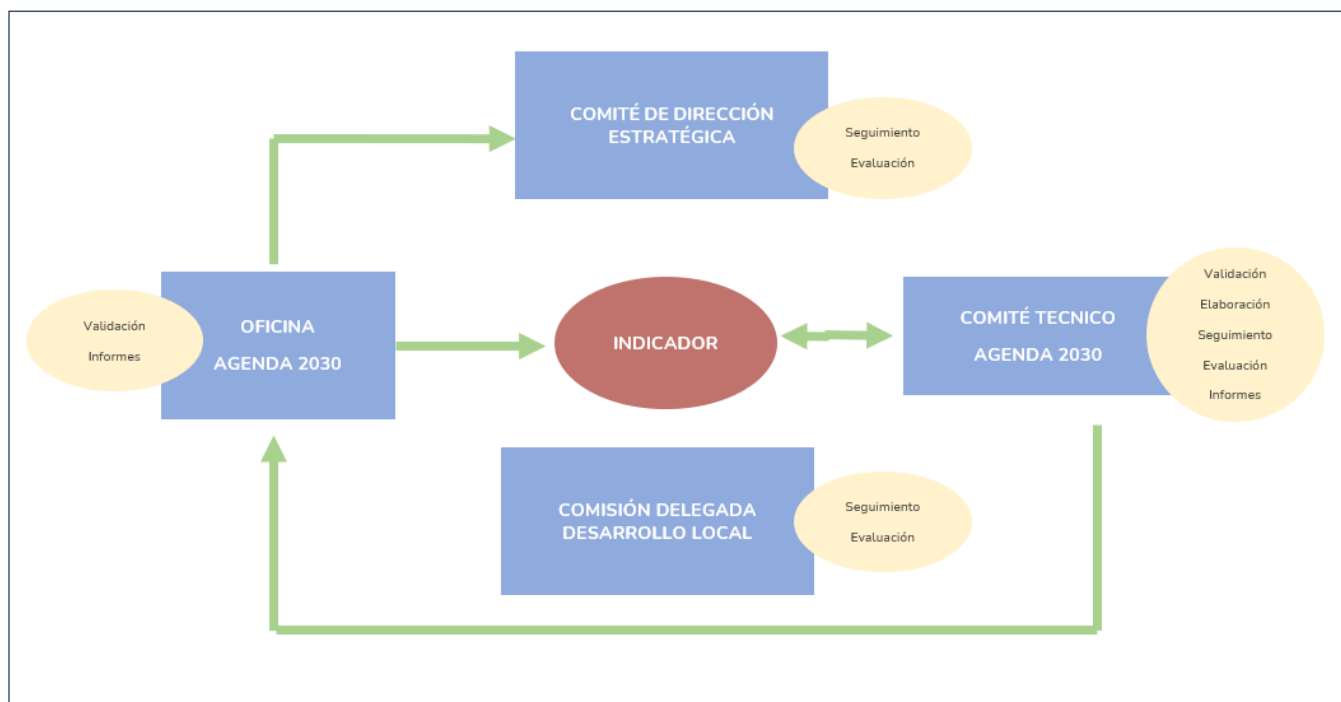 COMITÉ DE DIRECCIÓN
ESTRATÉGICA
Seguimiento
Evaluación
Validación
Informes
OFICINA
AGENDA 2030
INDICADOR
COMITÉ TECNICO
AGENDA 2030
Validación
Elaboración
Seguimiento
Evaluación
Informes
COMISIÓN DELEGADA
DESARROLLO LOCAL
Seguimiento
Evaluación